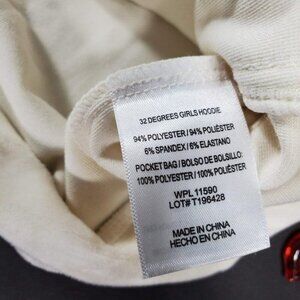 32 DEGREES GIRLS HOODIE
94% POLYESTER / 94% POLIÉSTER
6% SPANDEX / 6% ELASTANO
POCKET BAG / BOLSO DE BOLSILLO:
100% POLYESTER / 100% POLIÉSTER
WPL 11590
LOT# T196428
MADE IN CHINA
HECHO EN CHINA